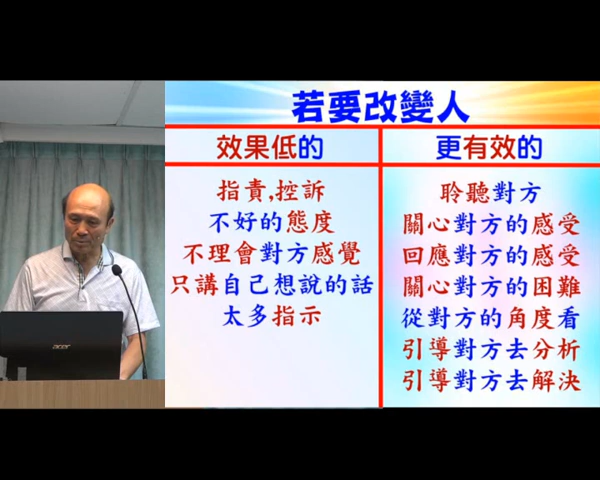 若要改變人
效果低的
指責,控訴
不好的態度
不理會對方感覺
只講自己想說的話
太多指示
更有效的
聆聽對方
關心對方的感受
回應對方的感受
關心對方的困難
從對方的角度看
引導對方去分析
引導對方去解決
acer